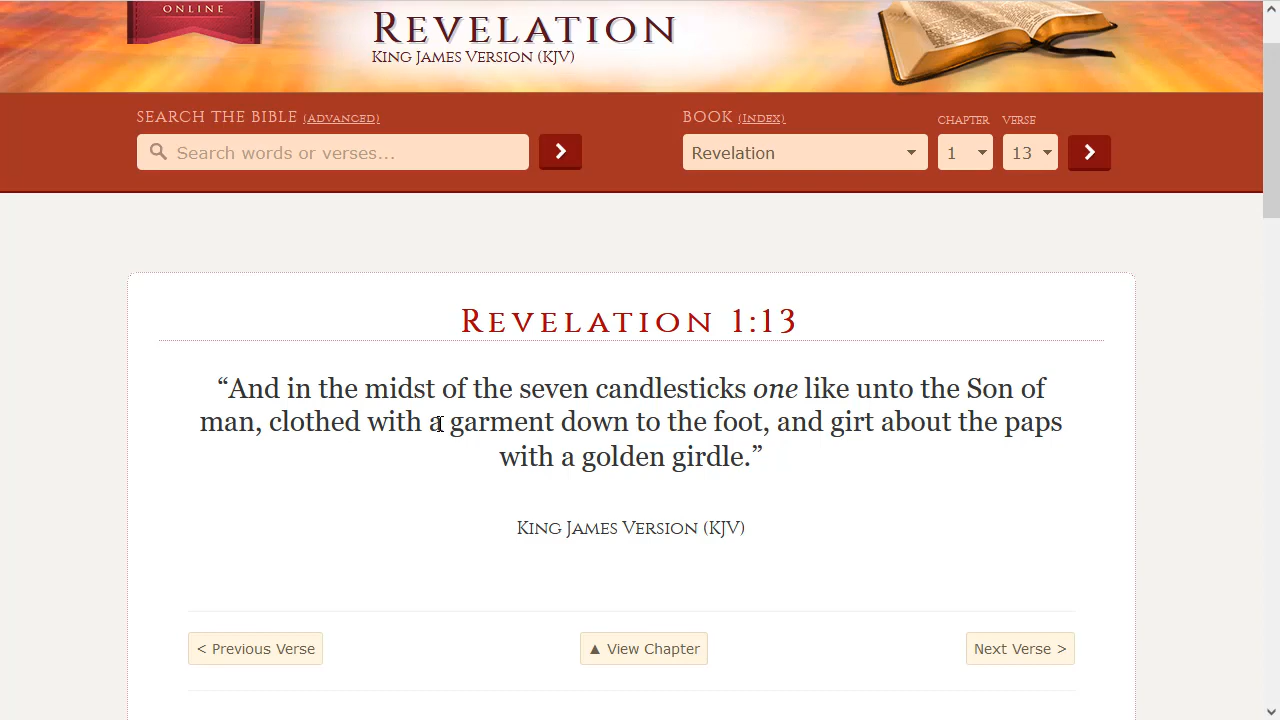 ONLINE
REVELATION
KING JAMES VERSION (KJV)
SEARCH THE BIBLE (ADVANCED)
BOOK (INDEX)
CHAPTER
VERSE
Search words or verses...
Revelation
1
13
REVELATION 1:13
“And in the midst of the seven candlesticks one like unto the Son of
man, clothed with a garment down to the foot, and girt about the paps
with a golden girdle.”
KING JAMES VERSION (KJV)
< Previous Verse
▲ View Chapter
Next Verse >